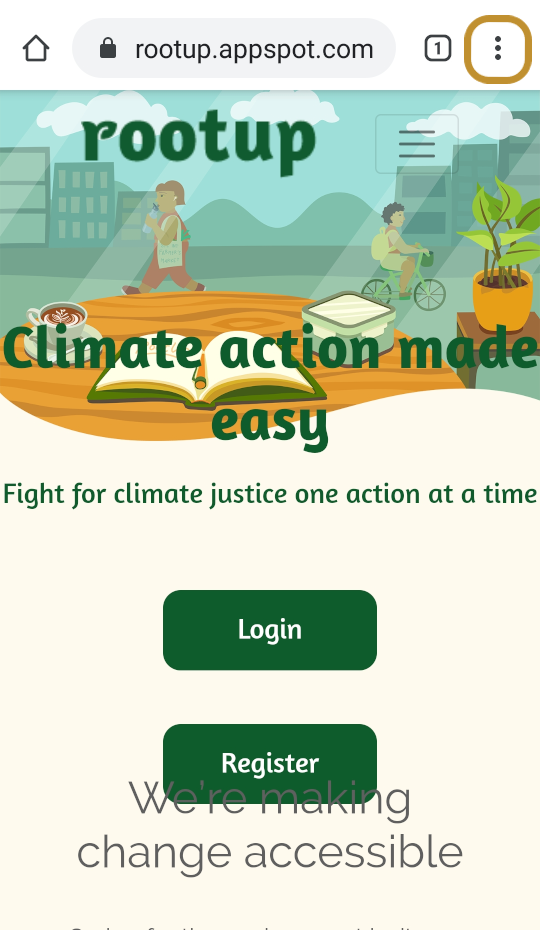 rootup.appspot.com
1
rootup
Climate action made
easy
Fight for climate justice one action at a time
Login
Register
We're making
change accessible